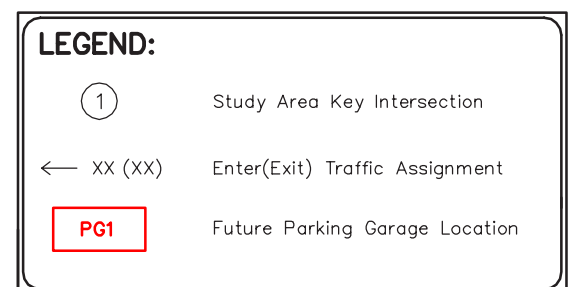 LEGEND:
1 Study Area Key Intersection
← XX (XX) Enter(Exit) Traffic Assignment
PG1 Future Parking Garage Location